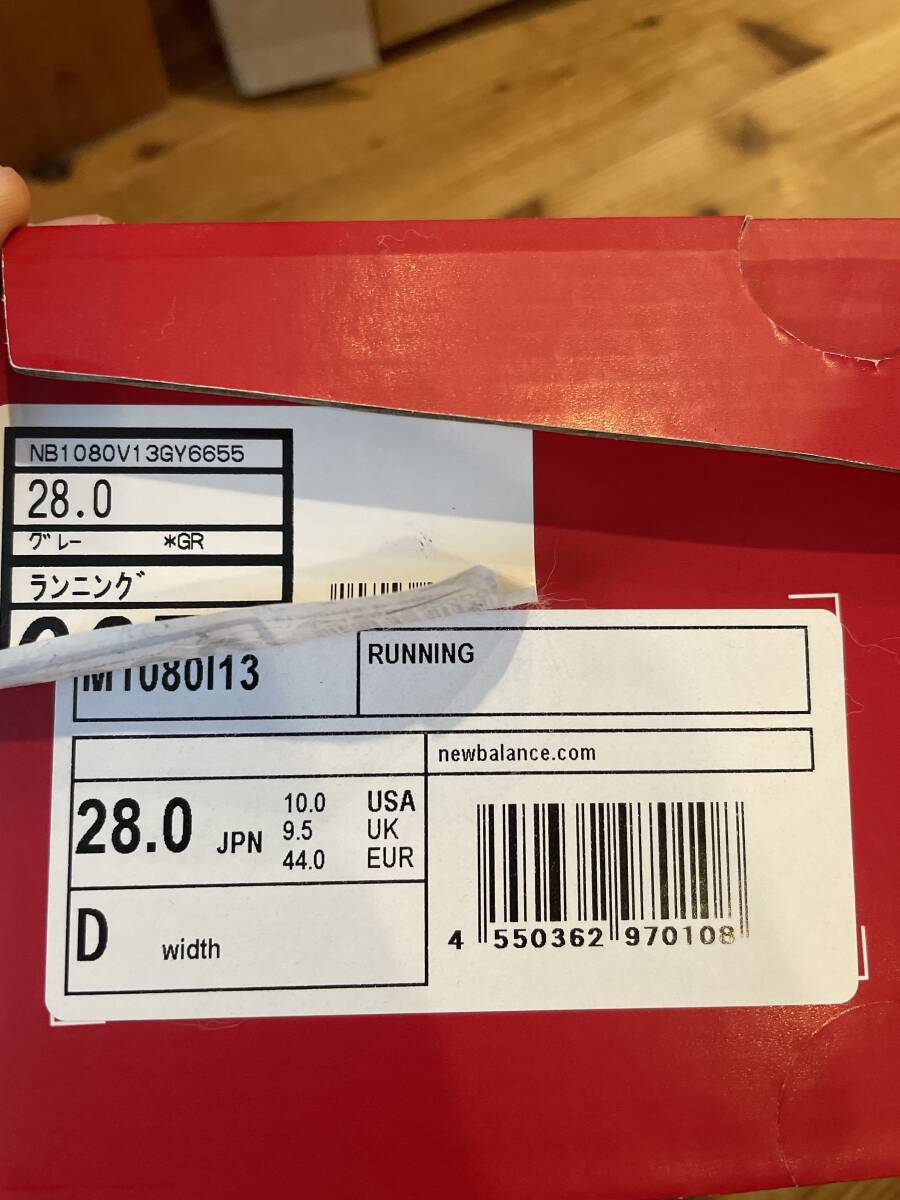 NB1080V13GY6655
28.0
グレー *GR
ランニング
M1080I13
RUNNING
newbalance.com
28.0 JPN
10.0 USA
9.5 UK
44.0 EUR
D width
4 550362 970108